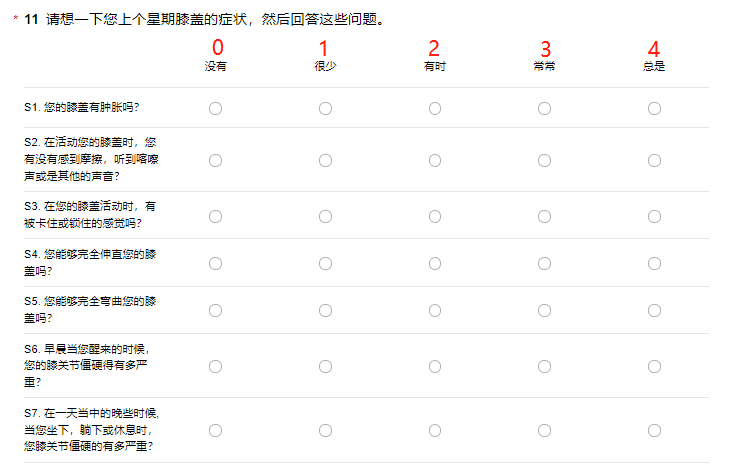 * 11 请想一下您上个星期膝盖的症状，然后回答这些问题。
0 1 2 3 4
没有 很少 有时 常常 总是
S1. 您的膝盖有肿胀吗?
S2. 在活动您的膝盖时，您
有没有感到摩擦，听到喀嚓
声或是其他的声音?
S3. 在您的膝盖活动时，有
被卡住或锁住的感觉吗?
S4. 您能够完全伸直您的膝
盖吗?
S5. 您能够完全弯曲您的膝
盖吗?
S6. 早晨当您醒来的时候，
您的膝关节僵硬得有多严
重?
S7. 在一天当中的晚些时候,
当您坐下，躺下或休息时，
您膝关节僵硬的有多严重?